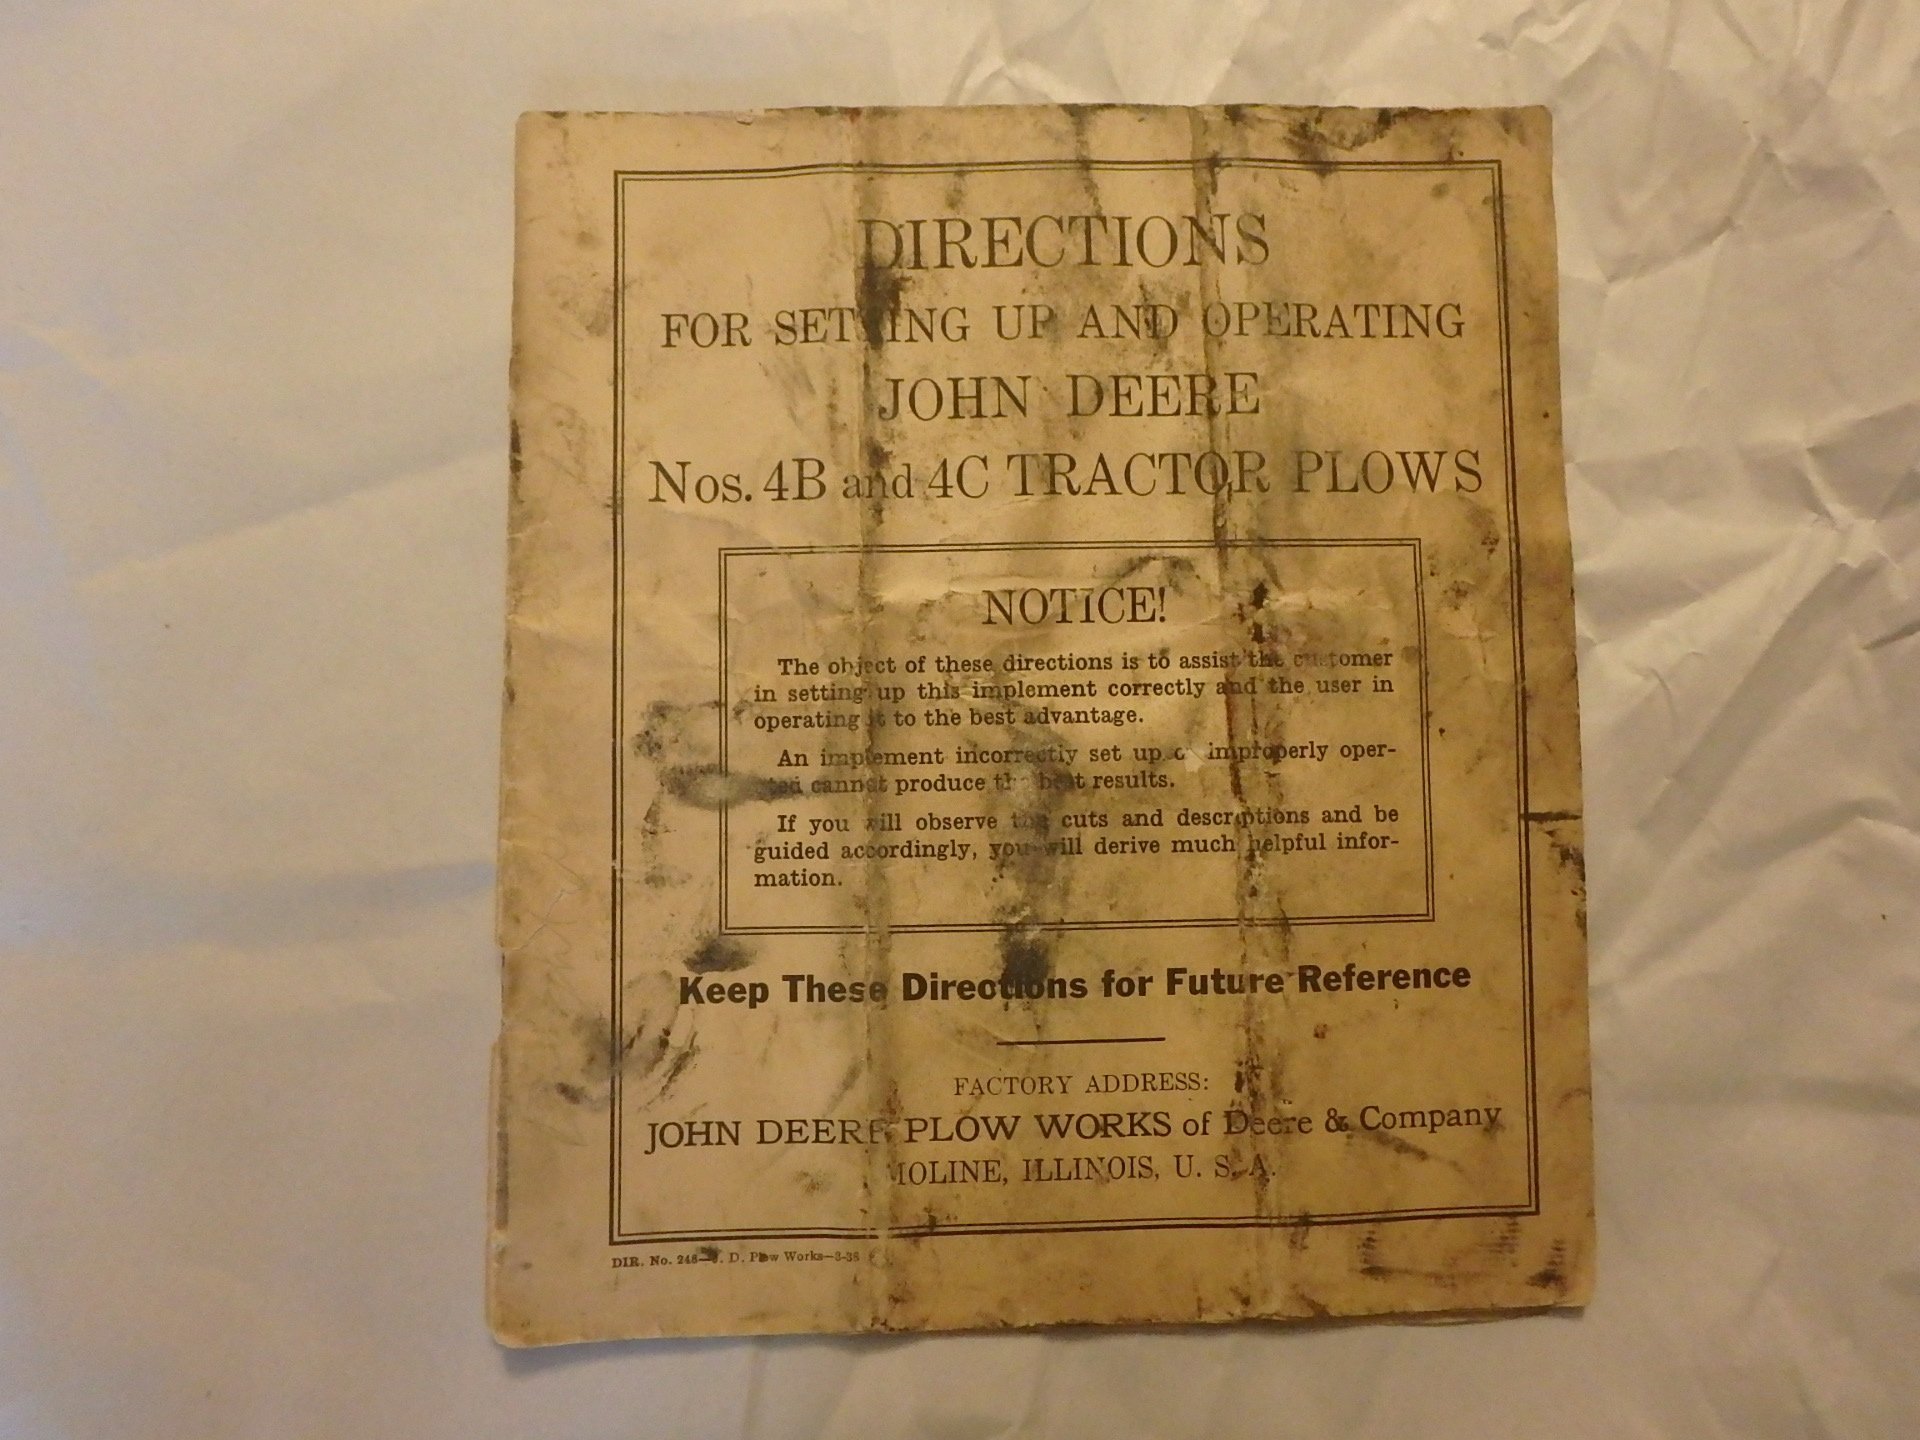 DIRECTIONS
FOR SETTING UP AND OPERATING
JOHN DEERE
Nos. 4B and 4C TRACTOR PLOWS
NOTICE!
The object of these directions is to assist the customer
in setting up this implement correctly and the user in
operating it to the best advantage.
An implement incorrectly set up or improperly oper-
ated cannot produce the best results.
If you will observe the cuts and descriptions and be
guided accordingly, you will derive much helpful infor-
mation.
Keep These Directions for Future Reference
FACTORY ADDRESS:
JOHN DEERE PLOW WORKS of Deere & Company
MOLINE, ILLINOIS, U. S. A.
DIR. No. 248—J. D. Plow Works—3-38